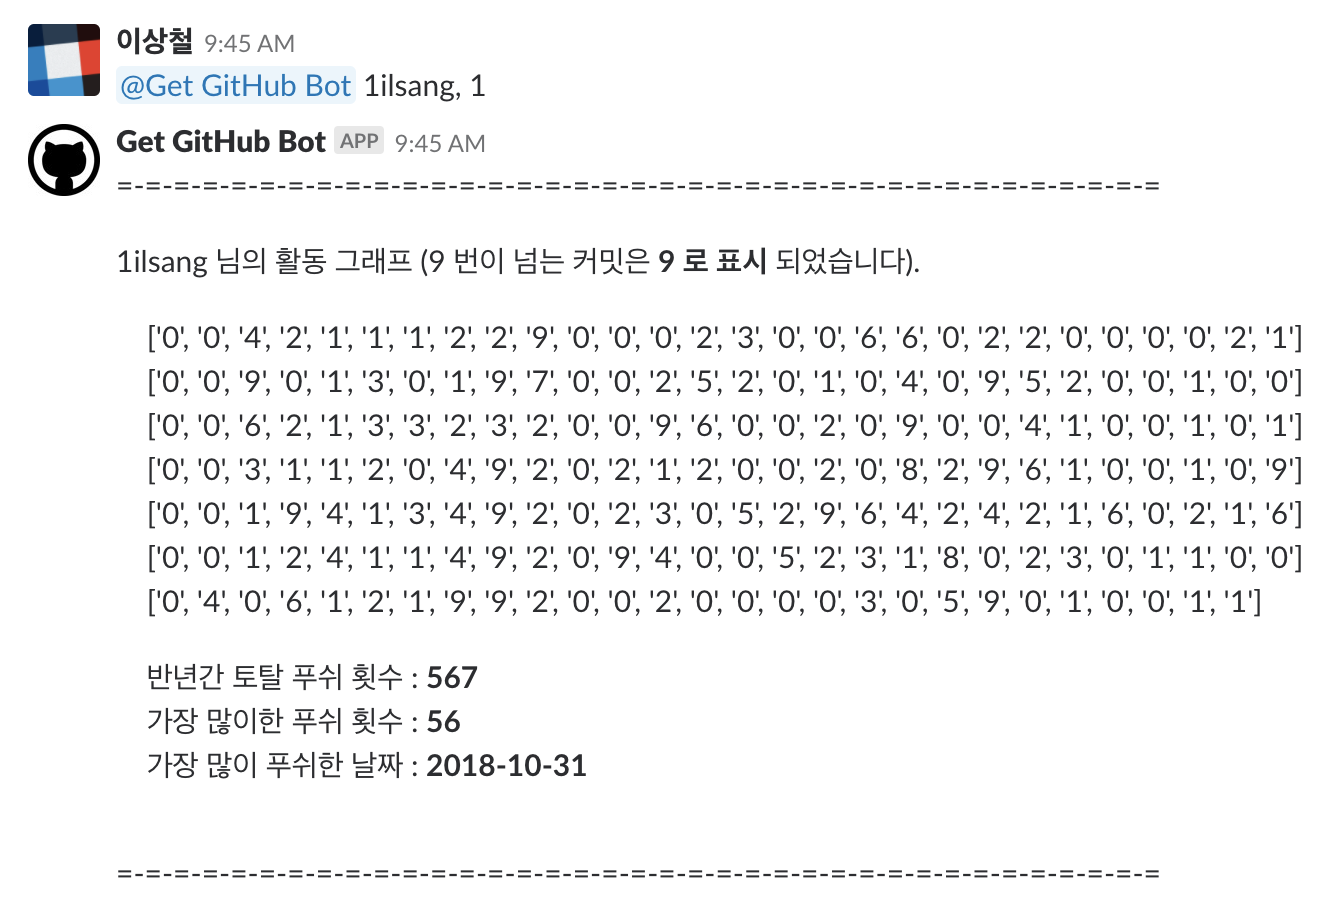 이상철 9:45 AM
@Get GitHub Bot 1ilsang, 1
Get GitHub Bot APP 9:45 AM
=-=-=-=-=-=-=-=-=-=-=-=-=-=-=-=-=-=-=-=-=-=-=-=-=-=-=-=-=-=-=-=-=-=-=-=-=-=
1ilsang 님의 활동 그래프 (9 번이 넘는 커밋은 9 로 표시 되었습니다).
['0', '0', '4', '2', '1', '1', '1', '2', '2', '9', '0', '0', '0', '2', '3', '0', '0', '6', '6', '0', '2', '2', '0', '0', '0', '0', '2', '1']
['0', '0', '9', '0', '1', '3', '0', '1', '9', '7', '0', '0', '2', '5', '2', '0', '1', '0', '4', '0', '9', '5', '2', '0', '0', '1', '0', '0']
['0', '0', '6', '2', '1', '3', '3', '2', '3', '2', '0', '0', '9', '6', '0', '0', '2', '0', '9', '0', '0', '4', '1', '0', '0', '1', '0', '1']
['0', '0', '3', '1', '1', '2', '0', '4', '9', '2', '0', '2', '1', '2', '0', '0', '2', '0', '8', '2', '9', '6', '1', '0', '0', '1', '0', '9']
['0', '0', '1', '9', '4', '1', '3', '4', '9', '2', '0', '2', '3', '0', '5', '2', '9', '6', '4', '2', '4', '2', '1', '6', '0', '2', '1', '6']
['0', '0', '1', '2', '4', '1', '1', '4', '9', '2', '0', '9', '4', '0', '0', '5', '2', '3', '1', '8', '0', '2', '3', '0', '1', '1', '0', '0']
['0', '4', '0', '6', '1', '2', '1', '9', '9', '2', '0', '0', '2', '0', '0', '0', '0', '3', '0', '5', '9', '0', '1', '0', '0', '1', '1']
반년간 토탈 푸쉬 횟수 : 567
가장 많이한 푸쉬 횟수 : 56
가장 많이 푸쉬한 날짜 : 2018-10-31
=-=-=-=-=-=-=-=-=-=-=-=-=-=-=-=-=-=-=-=-=-=-=-=-=-=-=-=-=-=-=-=-=-=-=-=-=-=